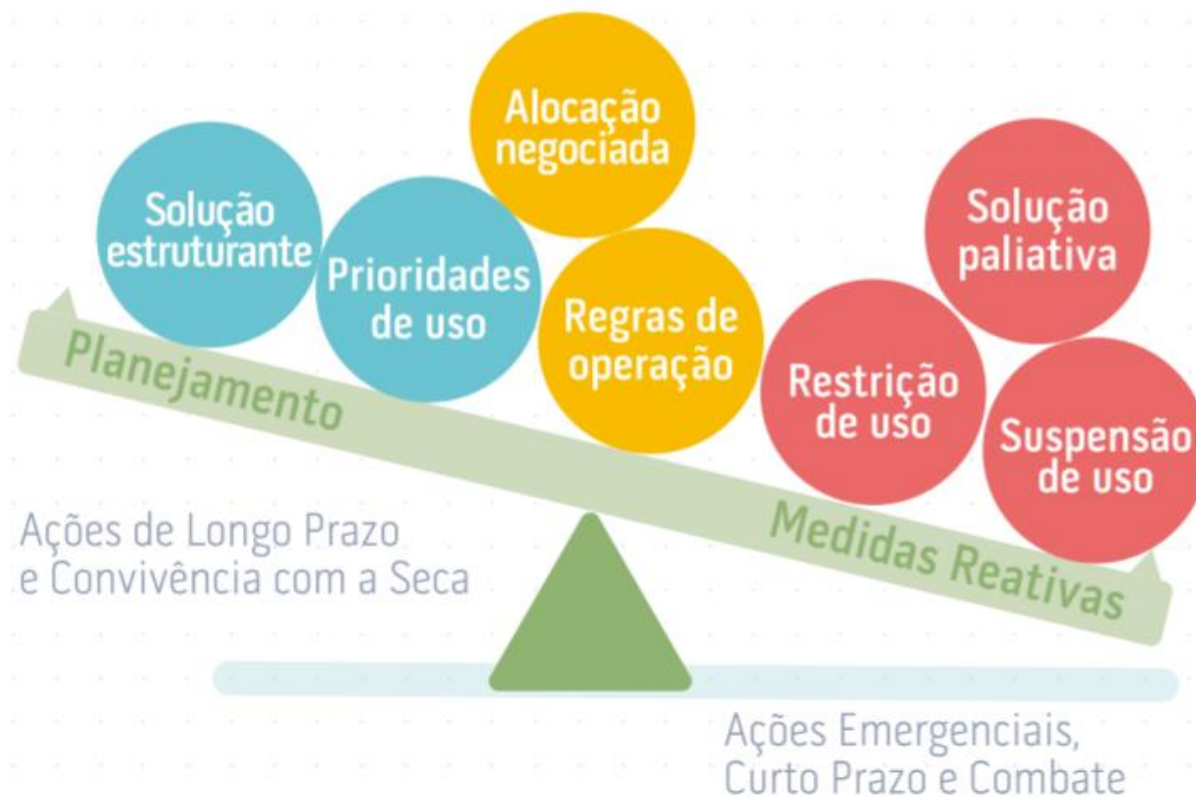 Alocação
negociada
Solução
estruturante
Prioridades
de uso
Regras de
operação
Solução
paliativa
Restrição
de uso
Suspensão
de uso
Planejamento
Medidas Reativas
Ações de Longo Prazo
e Convivência com a Seca
Ações Emergenciais,
Curto Prazo e Combate